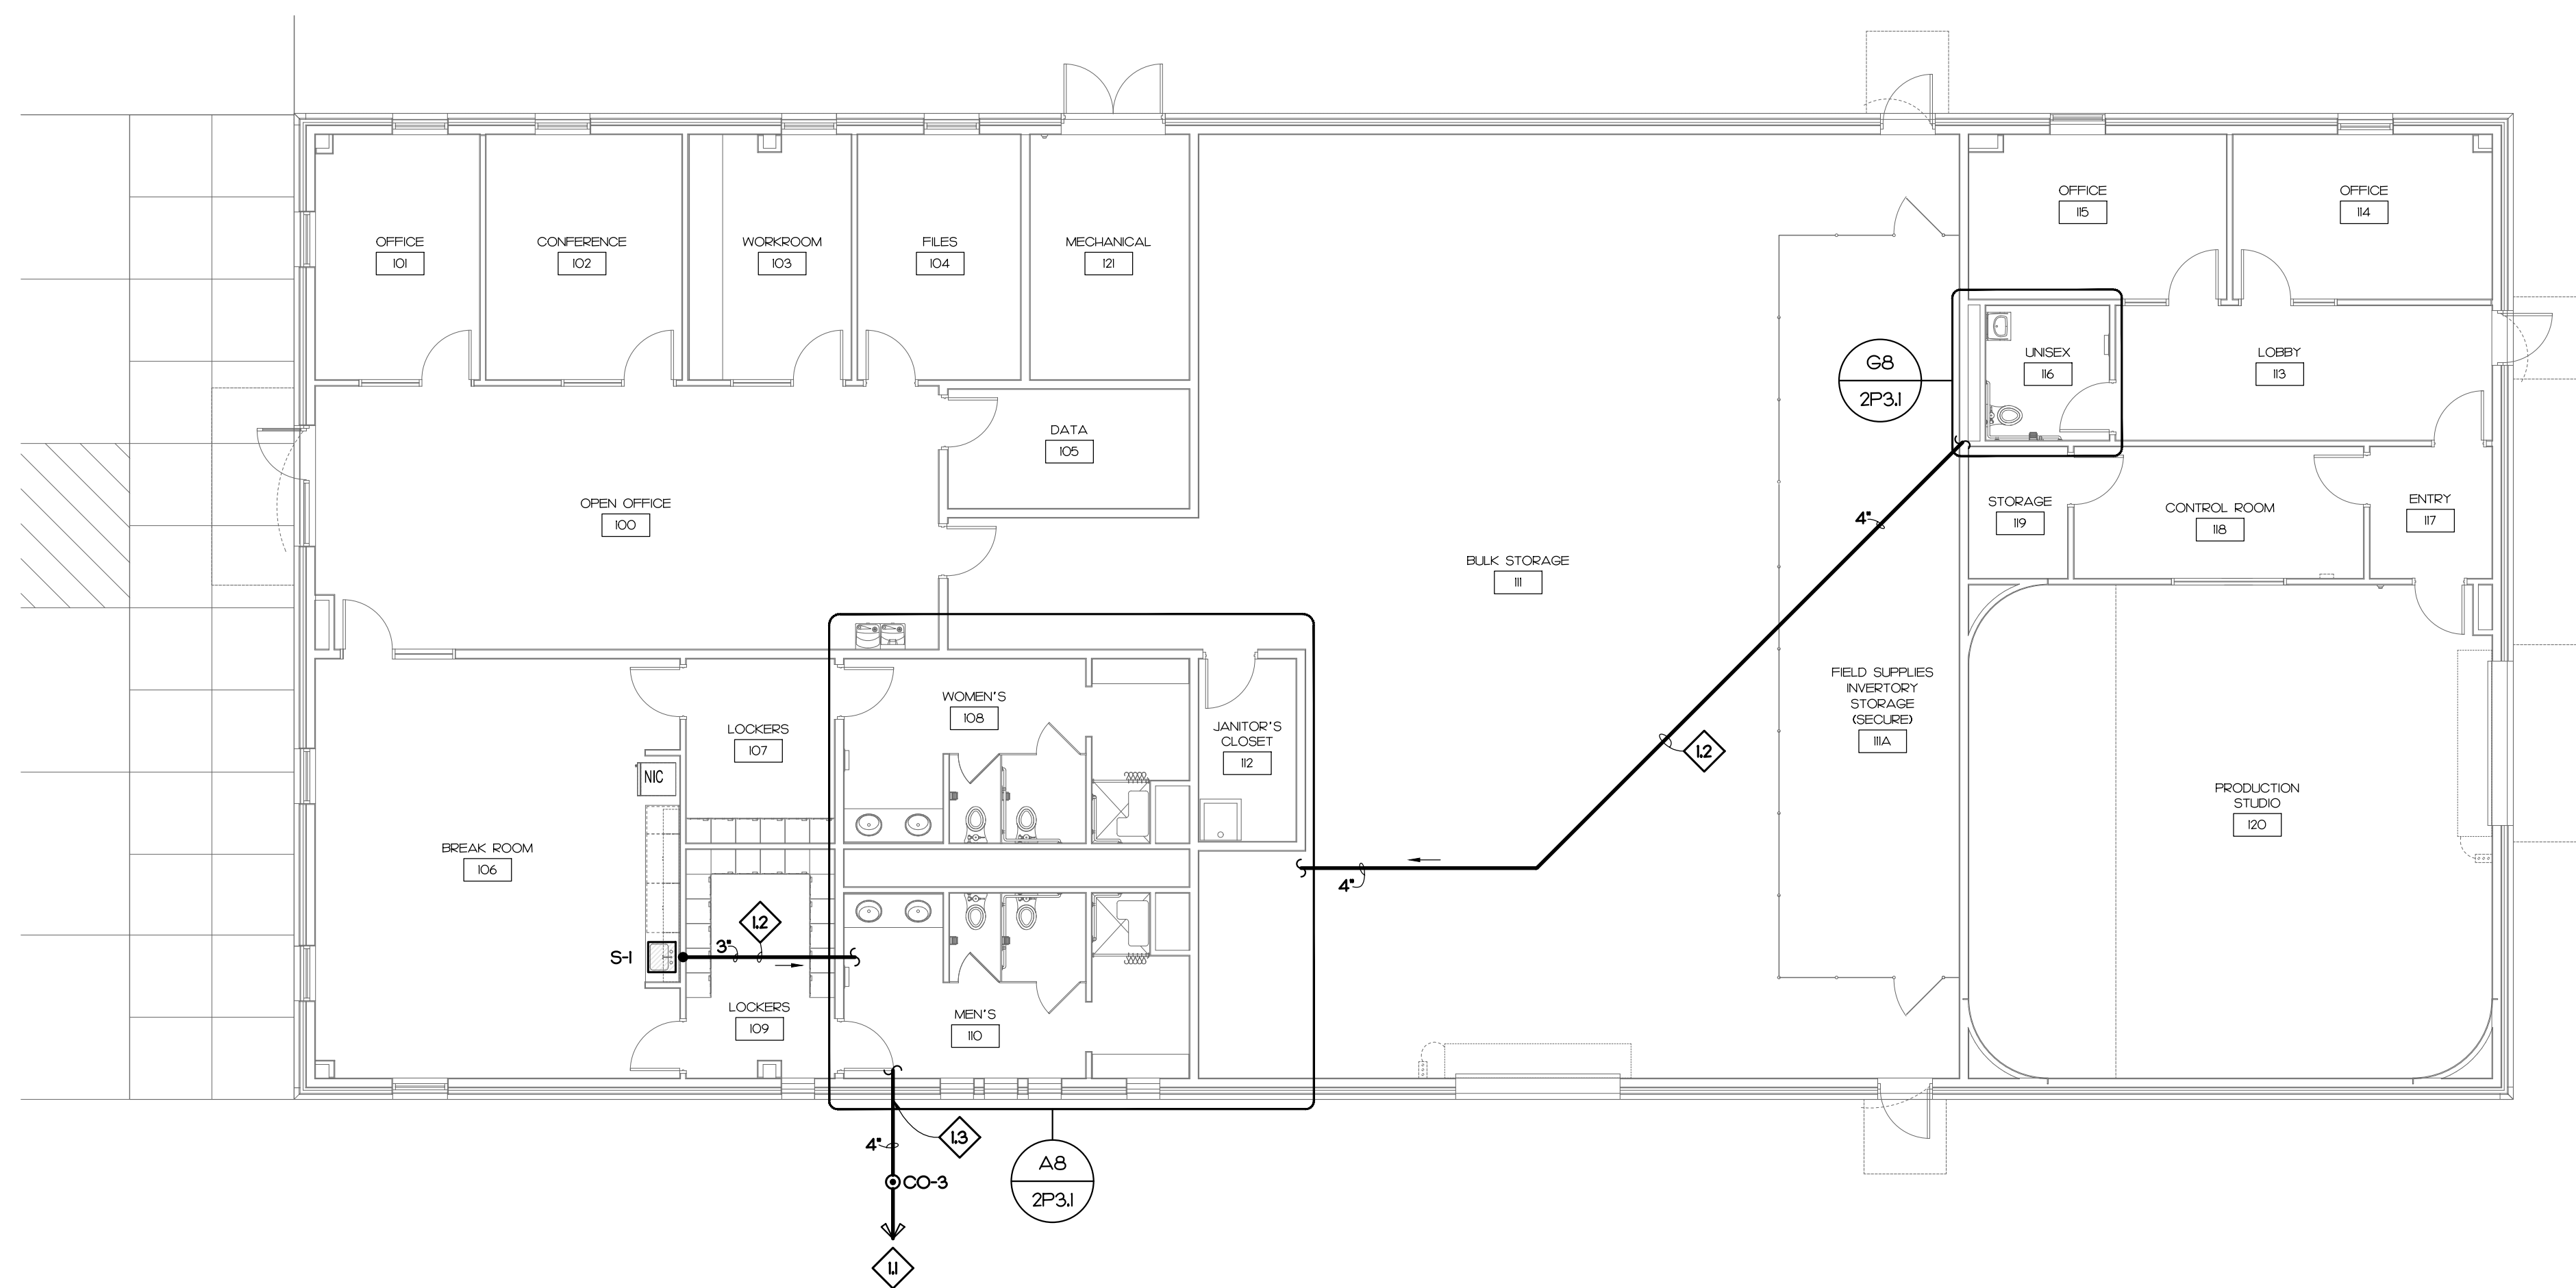 OFFICE
101
CONFERENCE
102
WORKROOM
103
FILES
104
MECHANICAL
121
OFFICE
115
OFFICE
114
G8
2P3.1
UNISEX
116
LOBBY
113
DATA
105
OPEN OFFICE
100
4"
STORAGE
119
CONTROL ROOM
118
ENTRY
117
BULK STORAGE
111
WOMEN'S
108
LOCKERS
107
JANITOR'S
CLOSET
112
1.2
FIELD SUPPLIES
INVERTORY
STORAGE
(SECURE)
111A
NIC
PRODUCTION
STUDIO
120
BREAK ROOM
106
4"
1.2
3"
S-1
LOCKERS
109
MEN'S
110
4"
1.3
CO-3
A8
2P3.1
1.1